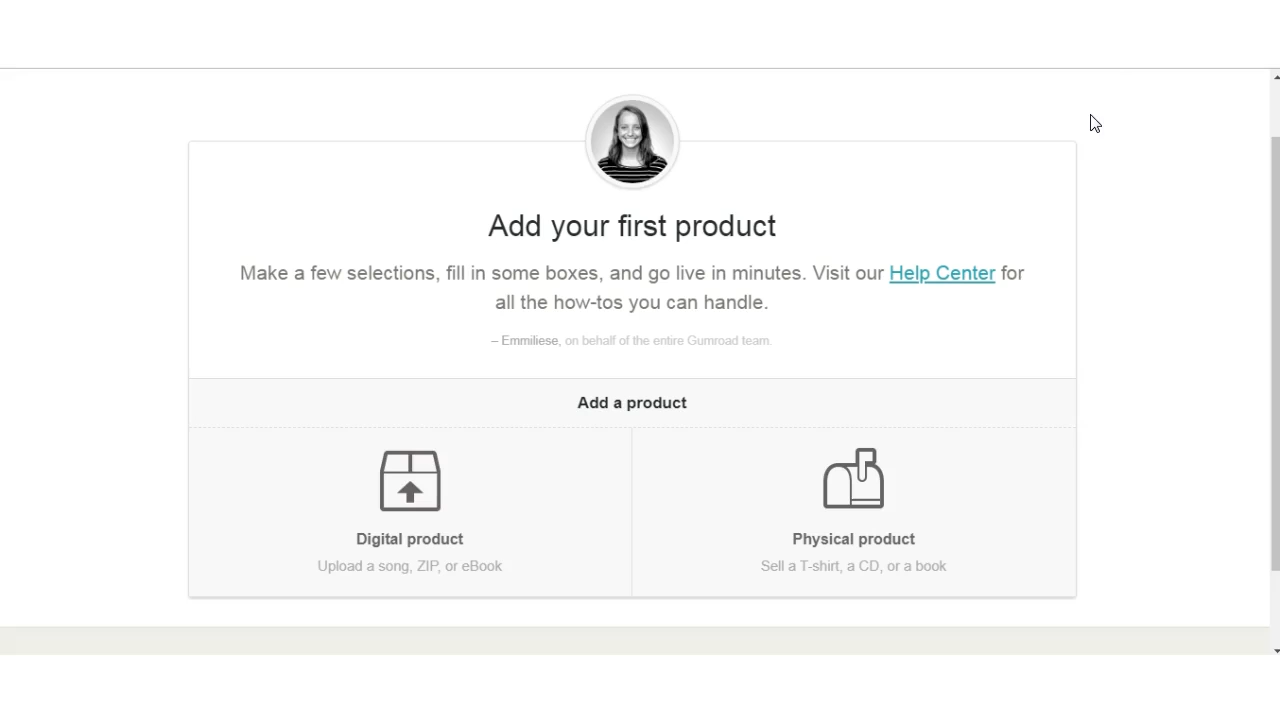 Add your first product
Make a few selections, fill in some boxes, and go live in minutes. Visit our Help Center for
all the how-tos you can handle.
– Emmiliese, on behalf of the entire Gumroad team.
Add a product
Digital product
Upload a song, ZIP, or eBook
Physical product
Sell a T-shirt, a CD, or a book